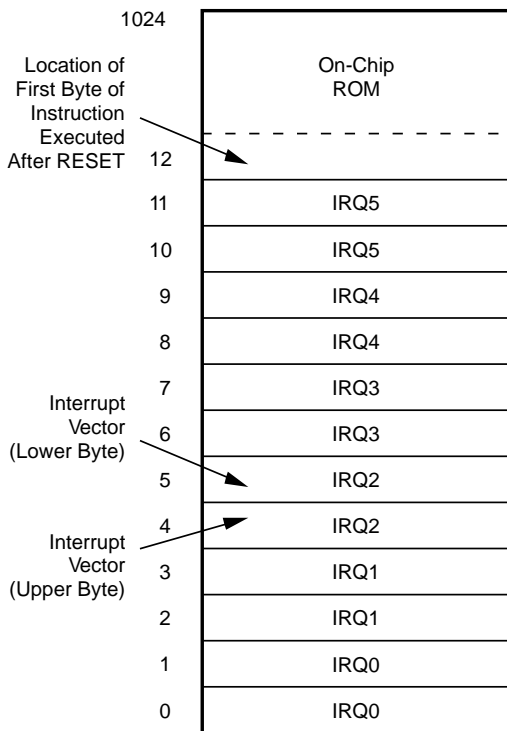 1024
Location of
First Byte of
Instruction
Executed
After RESET
On-Chip
ROM
12
11 IRQ5
10 IRQ5
9 IRQ4
8 IRQ4
7 IRQ3
6 IRQ3
Interrupt
Vector
(Lower Byte)
5 IRQ2
4 IRQ2
Interrupt
Vector
(Upper Byte)
3 IRQ1
2 IRQ1
1 IRQ0
0 IRQ0